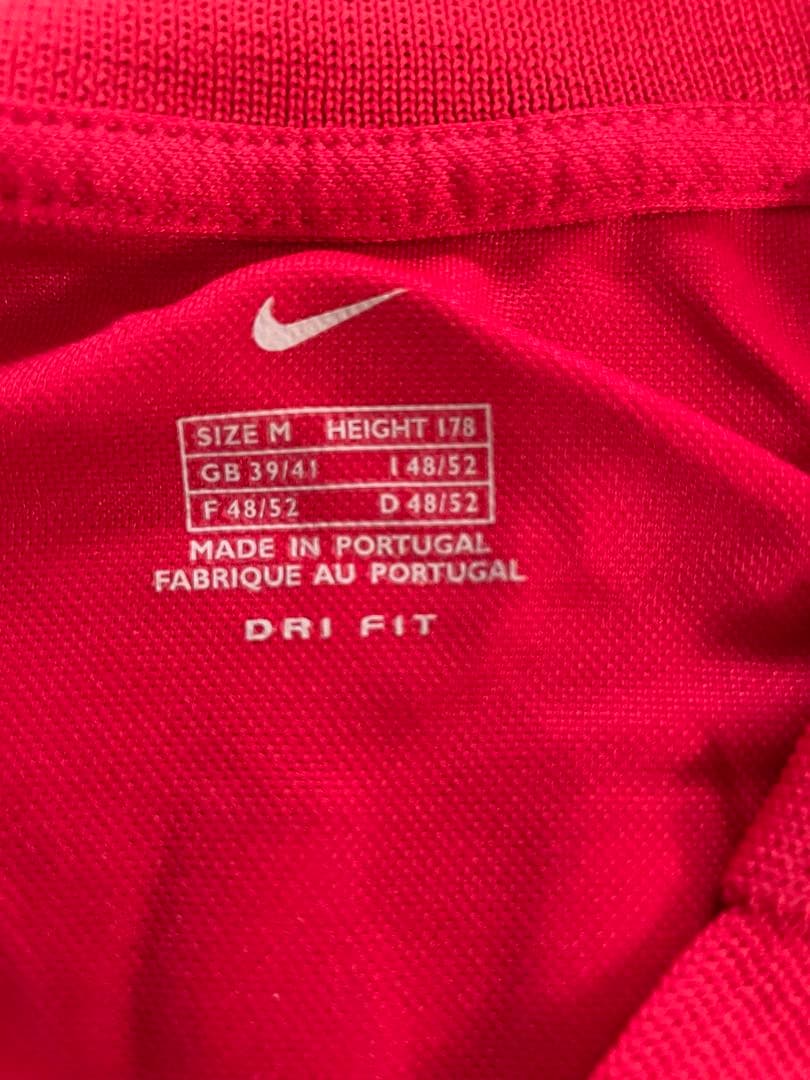 SIZE M HEIGHT 178
GB 39/41 I 48/52
F 48/52 D 48/52
MADE IN PORTUGAL
FABRIQUE AU PORTUGAL
DRI FIT